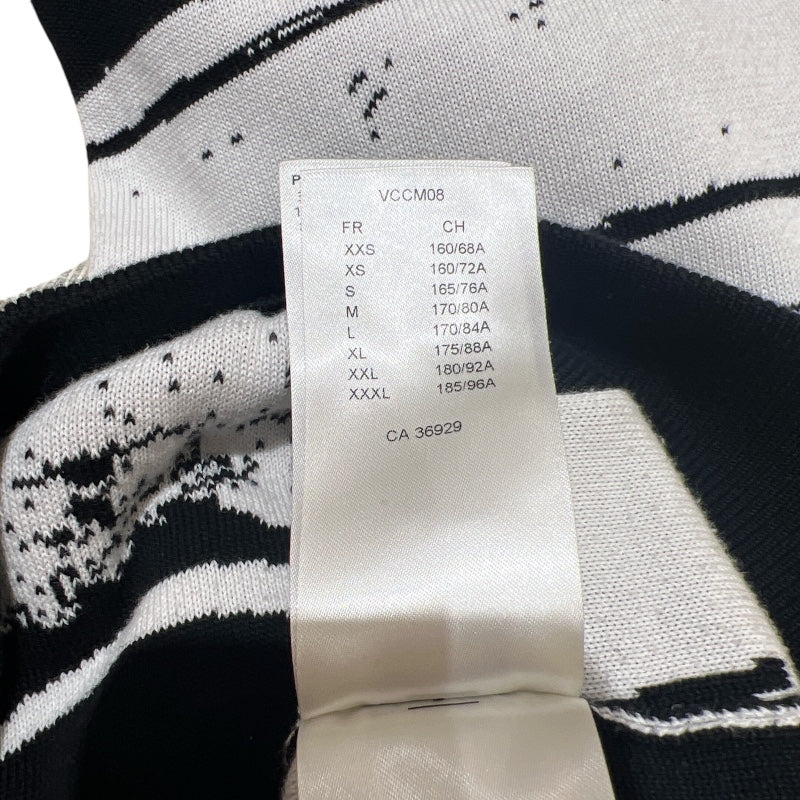 VCCM08
FR CH
XXS 160/68A
XS 160/72A
S 165/76A
M 170/80A
L 170/84A
XL 175/88A
XXL 180/92A
XXXL 185/96A
CA 36929